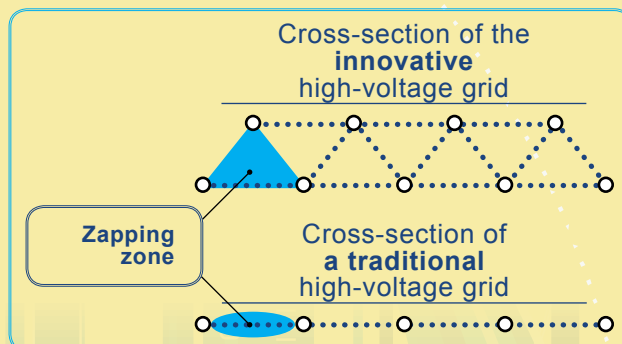 Cross-section of the
innovative
high-voltage grid
Zapping
zone
Cross-section of
a traditional
high-voltage grid